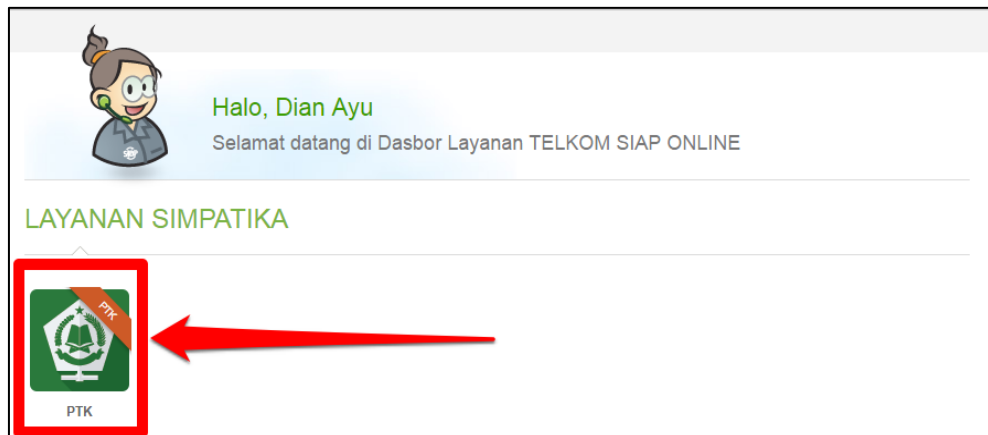 Halo, Dian Ayu
Selamat datang di Dasbor Layanan TELKOM SIAP ONLINE
LAYANAN SIMPATIKA
PTK
PTK